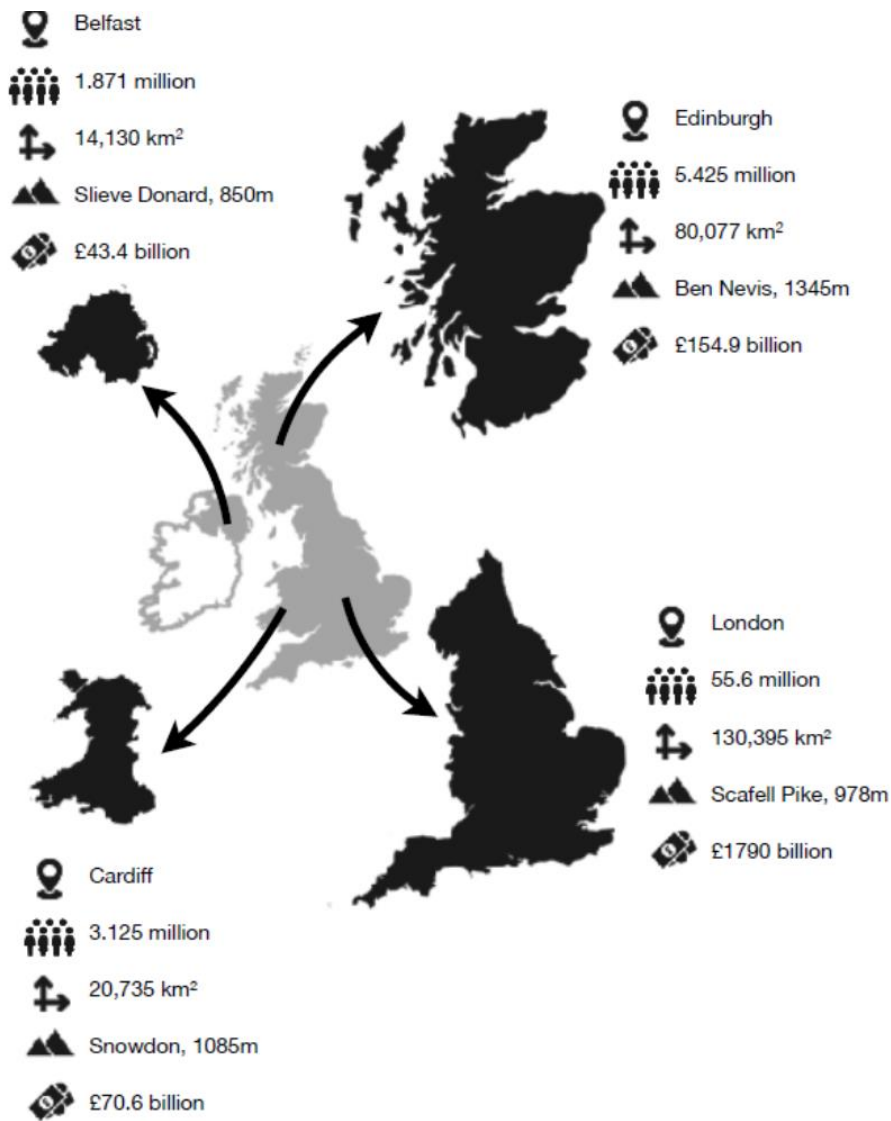 Belfast
1.871 million
14,130 km²
Slieve Donard, 850m
£43.4 billion
Edinburgh
5.425 million
80,077 km²
Ben Nevis, 1345m
£154.9 billion
London
55.6 million
130,395 km²
Scafell Pike, 978m
£1790 billion
Cardiff
3.125 million
20,735 km²
Snowdon, 1085m
£70.6 billion